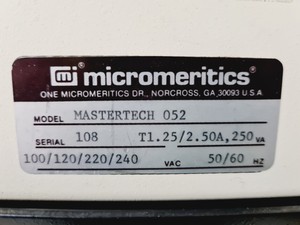 mi micromeritics®
ONE MICROMERITICS DR., NORCROSS, GA 30093 U S A
MODEL MASTERTECH 052
SERIAL 108 T1.25/2.50A, 250 VA
100/120/220/240 VAC 50/60 HZ